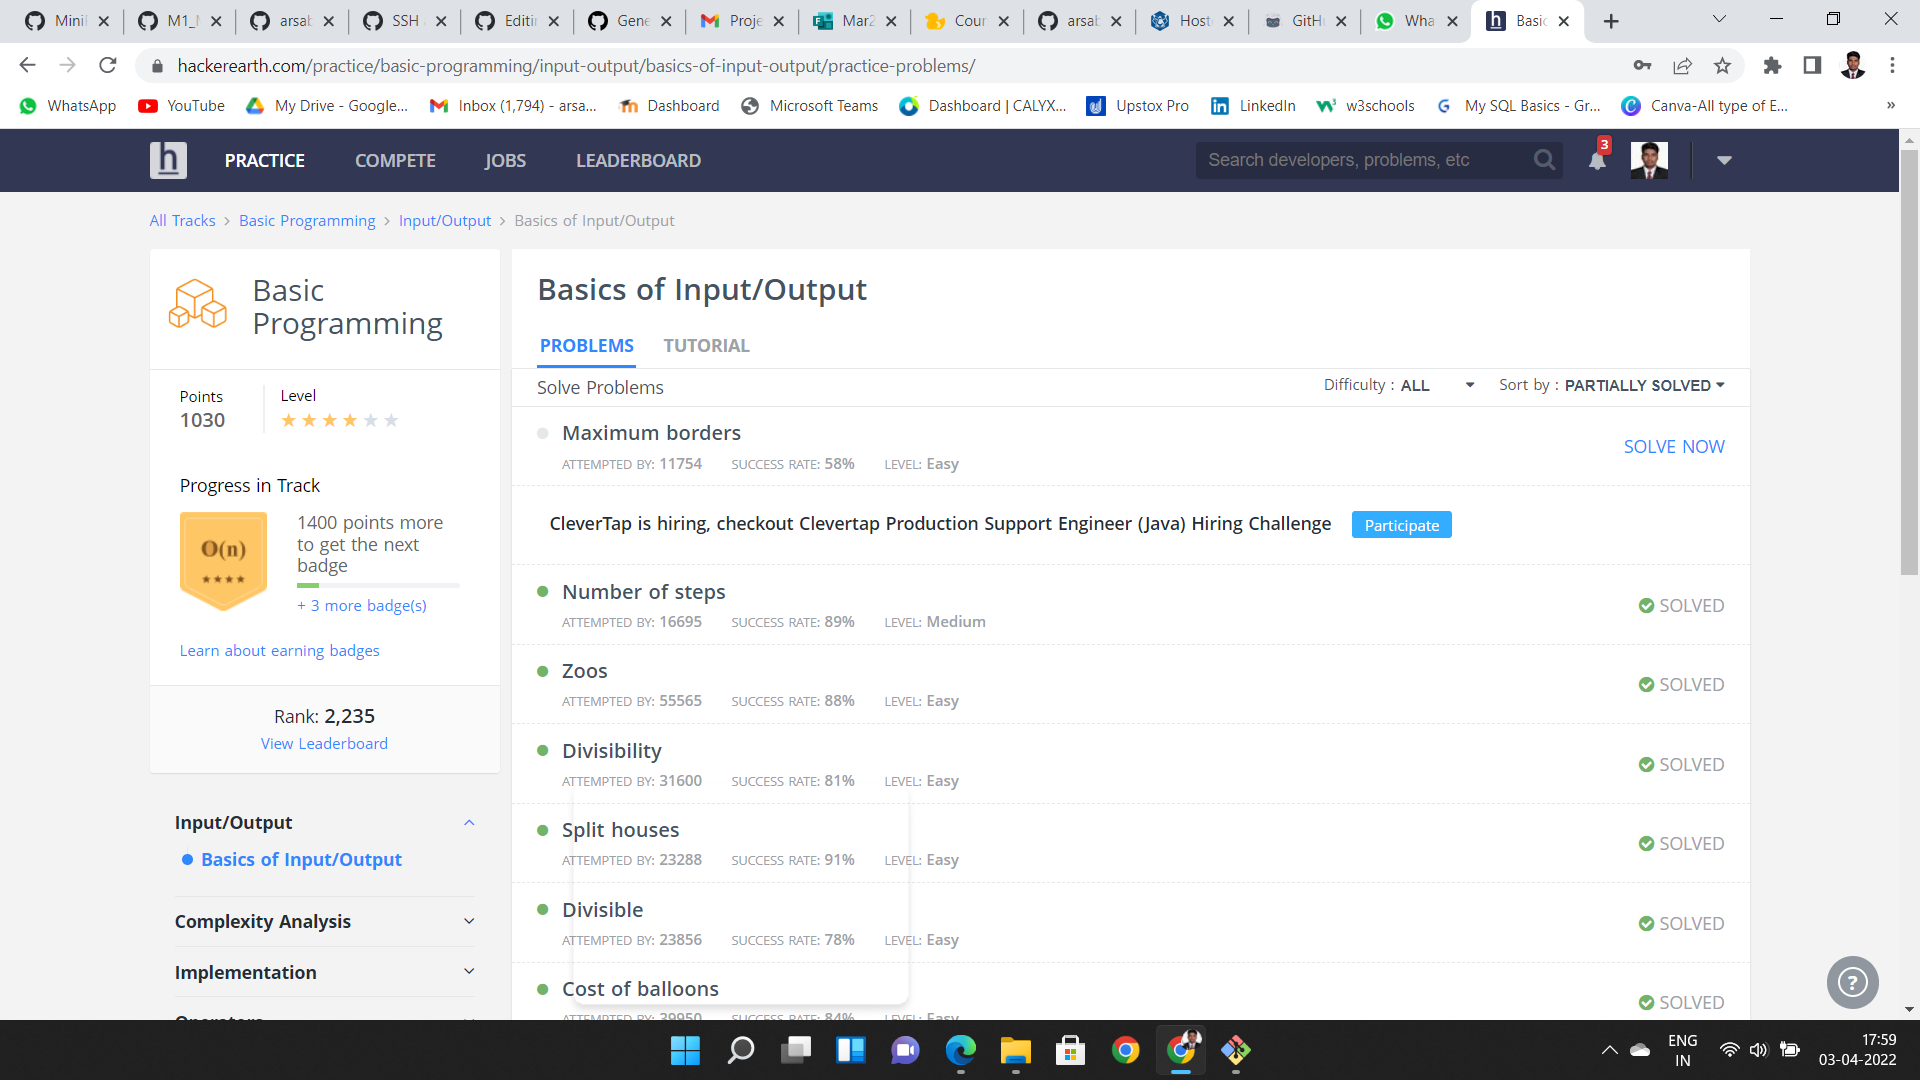 Mini
M1_
arsab
SSH
Editin
Gene
Proje
Mar2
Cour
arsab
Host
GitH
Wha
Basic
hackerearth.com/practice/basic-programming/input-output/basics-of-input-output/practice-problems/
WhatsApp
YouTube
My Drive - Google...
Inbox (1,794) - arsa...
Dashboard
Microsoft Teams
Dashboard | CALYX...
Upstox Pro
LinkedIn
w3schools
My SQL Basics - Gr...
Canva-All type of E...
»
h
PRACTICE
COMPETE
JOBS
LEADERBOARD
Search developers, problems, etc
3
All Tracks > Basic Programming > Input/Output > Basics of Input/Output
Basic
Programming
Points
1030
Level
Progress in Track
O(n)
1400 points more
to get the next
badge
+ 3 more badge(s)
Learn about earning badges
Rank: 2,235
View Leaderboard
Input/Output
Basics of Input/Output
Complexity Analysis
Implementation
Operators
Basics of Input/Output
PROBLEMS
TUTORIAL
Solve Problems
Difficulty : ALL
Sort by : PARTIALLY SOLVED
Maximum borders
ATTEMPTED BY: 11754 SUCCESS RATE: 58% LEVEL: Easy
SOLVE NOW
CleverTap is hiring, checkout Clevertap Production Support Engineer (Java) Hiring Challenge
Participate
Number of steps
ATTEMPTED BY: 16695 SUCCESS RATE: 89% LEVEL: Medium
SOLVED
Zoos
ATTEMPTED BY: 55565 SUCCESS RATE: 88% LEVEL: Easy
SOLVED
Divisibility
ATTEMPTED BY: 31600 SUCCESS RATE: 81% LEVEL: Easy
SOLVED
Split houses
ATTEMPTED BY: 23288 SUCCESS RATE: 91% LEVEL: Easy
SOLVED
Divisible
ATTEMPTED BY: 23856 SUCCESS RATE: 78% LEVEL: Easy
SOLVED
Cost of balloons
ATTEMPTED BY: 39950 SUCCESS RATE: 84% LEVEL: Easy
SOLVED
?
ENG
IN
17:59
03-04-2022